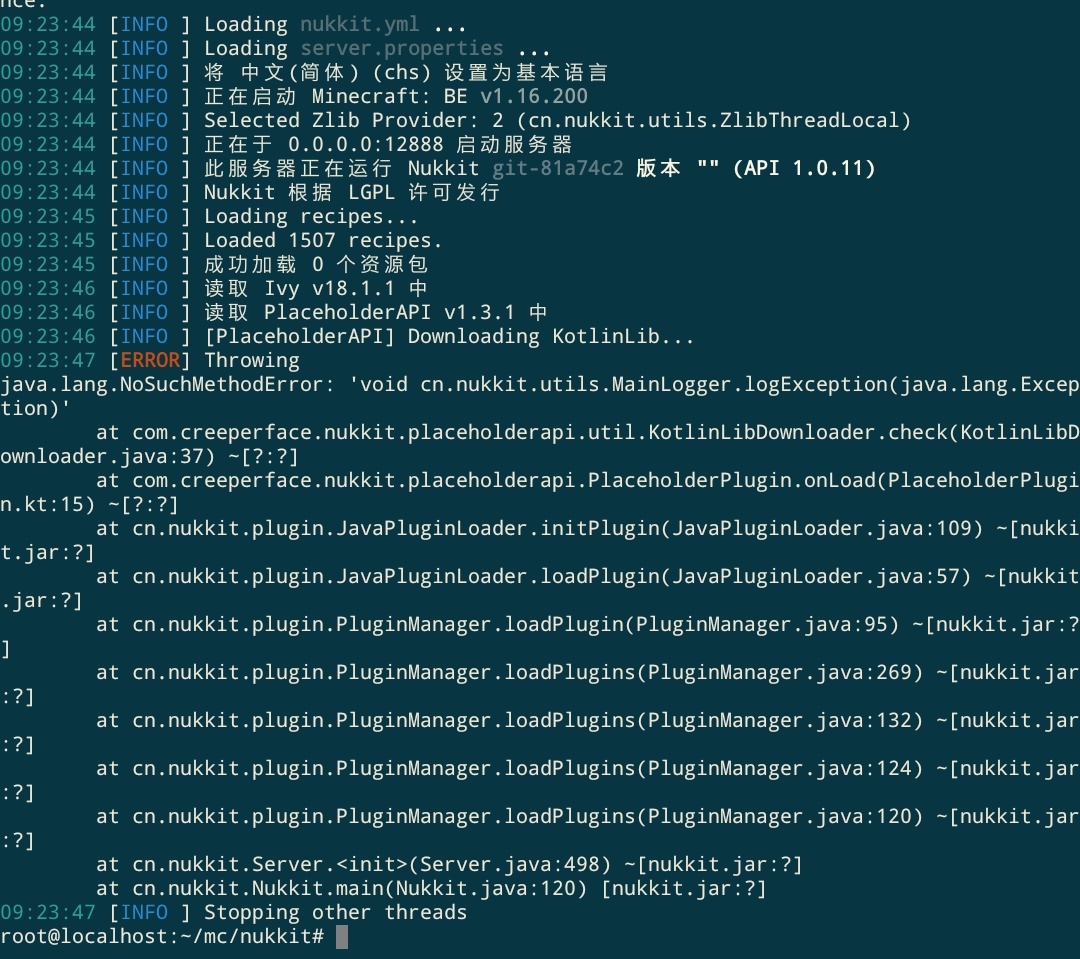 nce.
09:23:44 [INFO ] Loading nukkit.yml ...
09:23:44 [INFO ] Loading server.properties ...
09:23:44 [INFO ] 将 中文(简体) (chs) 设置为基本语言
09:23:44 [INFO ] 正在启动 Minecraft: BE v1.16.200
09:23:44 [INFO ] Selected Zlib Provider: 2 (cn.nukkit.utils.ZlibThreadLocal)
09:23:44 [INFO ] 正在于 0.0.0.0:12888 启动服务器
09:23:44 [INFO ] 此服务器正在运行 Nukkit git-81a74c2 版本 "" (API 1.0.11)
09:23:44 [INFO ] Nukkit 根据 LGPL 许可发行
09:23:45 [INFO ] Loading recipes...
09:23:45 [INFO ] Loaded 1507 recipes.
09:23:45 [INFO ] 成功加载 0 个资源包
09:23:46 [INFO ] 读取 Ivy v18.1.1 中
09:23:46 [INFO ] 读取 PlaceholderAPI v1.3.1 中
09:23:46 [INFO ] [PlaceholderAPI] Downloading KotlinLib...
09:23:47 [ERROR] Throwing
java.lang.NoSuchMethodError: 'void cn.nukkit.utils.MainLogger.logException(java.lang.Excep
tion)'
at com.creeperface.nukkit.placeholderapi.util.KotlinLibDownloader.check(KotlinLibD
ownloader.java:37) ~[?:?]
at com.creeperface.nukkit.placeholderapi.PlaceholderPlugin.onLoad(PlaceholderPlugi
n.kt:15) ~[?:?]
at cn.nukkit.plugin.JavaPluginLoader.initPlugin(JavaPluginLoader.java:109) ~[nukki
t.jar:?]
at cn.nukkit.plugin.JavaPluginLoader.loadPlugin(JavaPluginLoader.java:57) ~[nukkit
.jar:?]
at cn.nukkit.plugin.PluginManager.loadPlugin(PluginManager.java:95) ~[nukkit.jar:?
]
at cn.nukkit.plugin.PluginManager.loadPlugins(PluginManager.java:269) ~[nukkit.jar
:?]
at cn.nukkit.plugin.PluginManager.loadPlugins(PluginManager.java:132) ~[nukkit.jar
:?]
at cn.nukkit.plugin.PluginManager.loadPlugins(PluginManager.java:124) ~[nukkit.jar
:?]
at cn.nukkit.plugin.PluginManager.loadPlugins(PluginManager.java:120) ~[nukkit.jar
:?]
at cn.nukkit.Server.<init>(Server.java:498) ~[nukkit.jar:?]
at cn.nukkit.Nukkit.main(Nukkit.java:120) [nukkit.jar:?]
09:23:47 [INFO ] Stopping other threads
root@localhost:~/mc/nukkit#